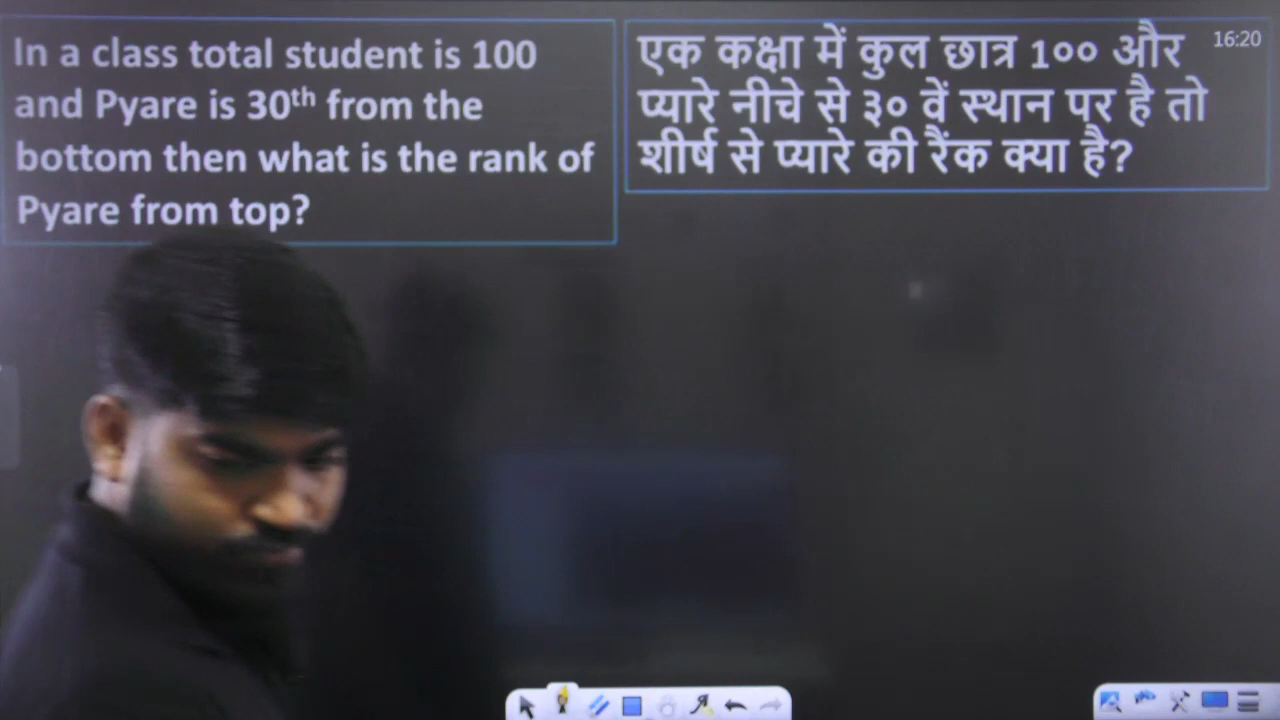 In a class total student is 100
and Pyare is 30th from the
bottom then what is the rank of
Pyare from top?
एक कक्षा में कुल छात्र 1०० और
प्यारे नीचे से ३० वें स्थान पर है तो
शीर्ष से प्यारे की रैंक क्या है?
16:20